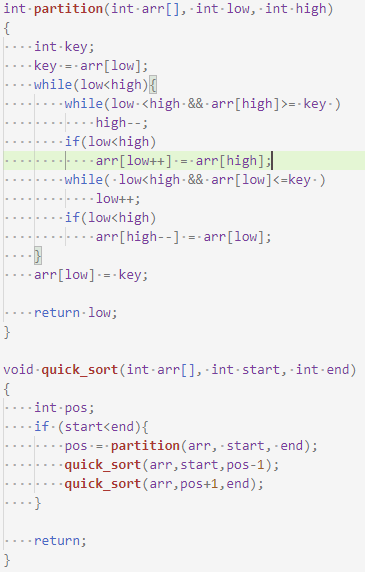 int partition(int arr[], int low, int high)
{
    int key;
    key = arr[low];
    while(low<high){
        while(low <high && arr[high]>= key )
            high--;
        if(low<high)
            arr[low++] = arr[high];
        while( low<high && arr[low]<=key )
            low++;
        if(low<high)
            arr[high--] = arr[low];
    }
    arr[low] = key;

    return low;
}

void quick_sort(int arr[], int start, int end)
{
    int pos;
    if (start<end){
        pos = partition(arr, start, end);
        quick_sort(arr,start,pos-1);
        quick_sort(arr,pos+1,end);
    }

    return;
}